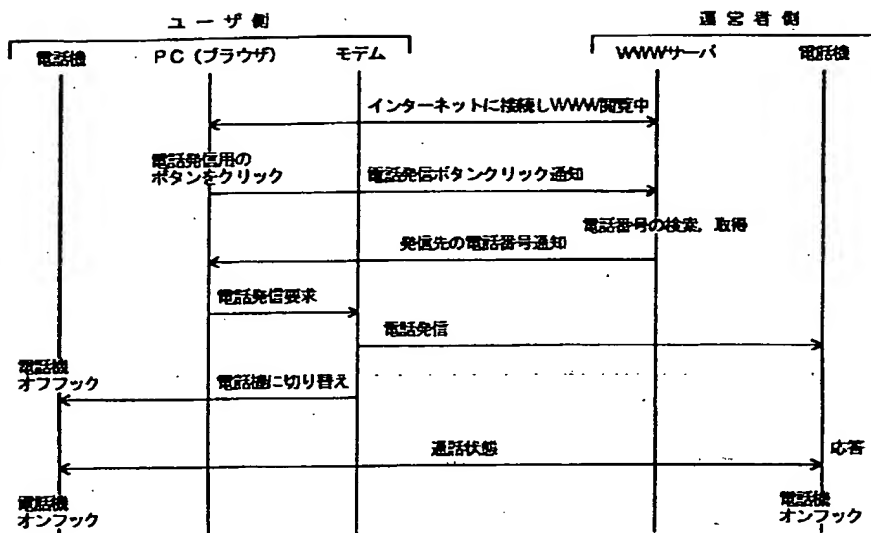 ユーザ側
運営者側
電話機
PC(ブラウザ)
モデム
WWWサーバ
電話機
インターネットに接続しWWW閲覧中
電話発信用の
ボタンをクリック
電話発信ボタンクリック通知
電話番号の検索,取得
発信先の電話番号通知
電話発信要求
電話発信
電話機
オフフック
電話機に切り替え
通話状態
応答
電話機
オンフック
電話機
オンフック